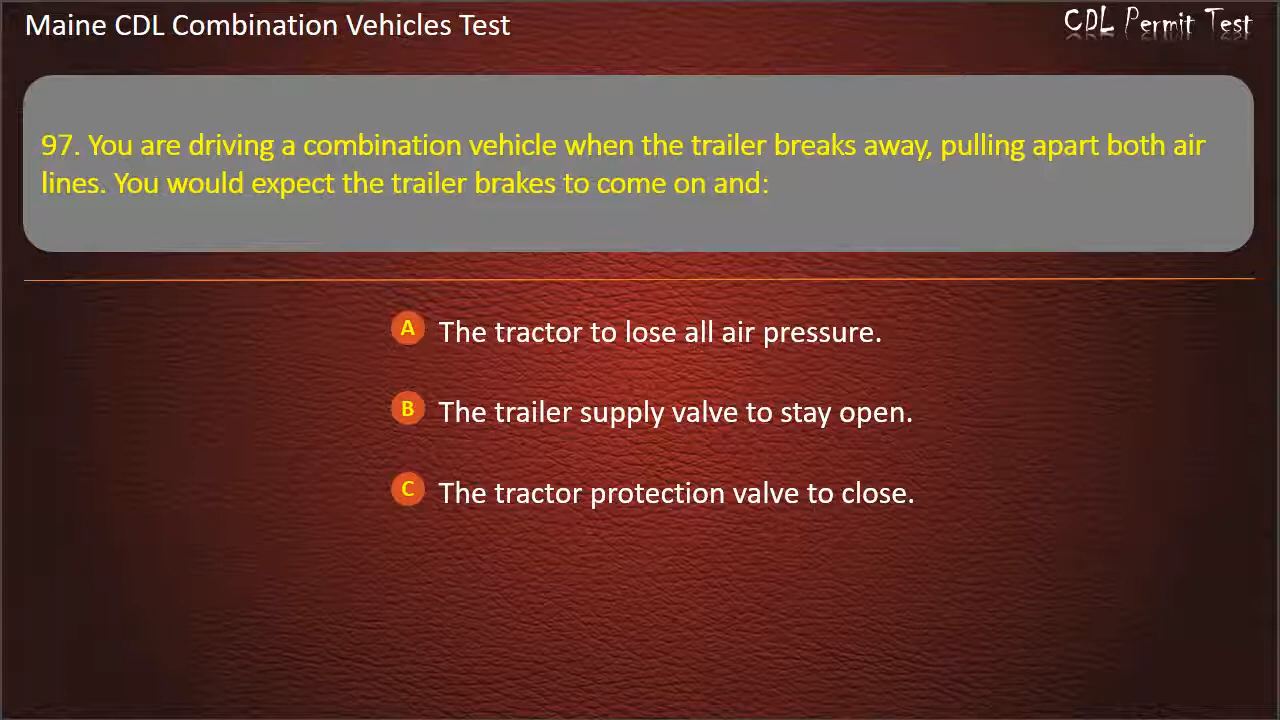 Maine CDL Combination Vehicles Test
CDL Permit Test
97. You are driving a combination vehicle when the trailer breaks away, pulling apart both air
lines. You would expect the trailer brakes to come on and:
A The tractor to lose all air pressure.
B The trailer supply valve to stay open.
C The tractor protection valve to close.